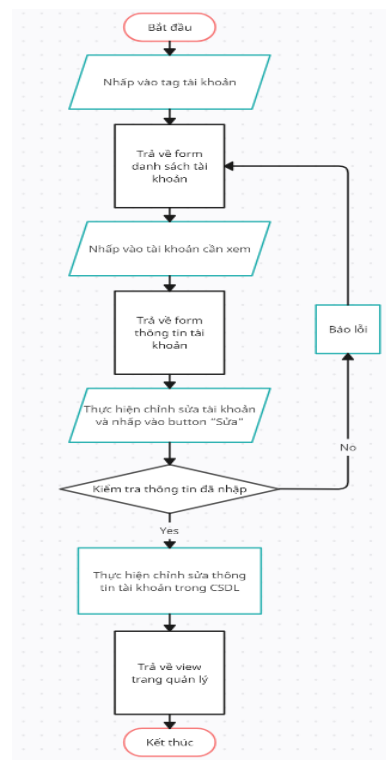 Bắt đầu
Nhấp vào tag tài khoản
Trả về form
danh sách tài
khoản
Nhấp vào tài khoản cần xem
Trả về form
thông tin tài
khoản
Báo lỗi
Thực hiện chỉnh sửa tài khoản
và nhấp vào button "Sửa"
No
Kiểm tra thông tin đã nhập
Yes
Thực hiện chỉnh sửa thông
tin tài khoản trong CSDL
Trả về view
trang quản lý
Kết thúc